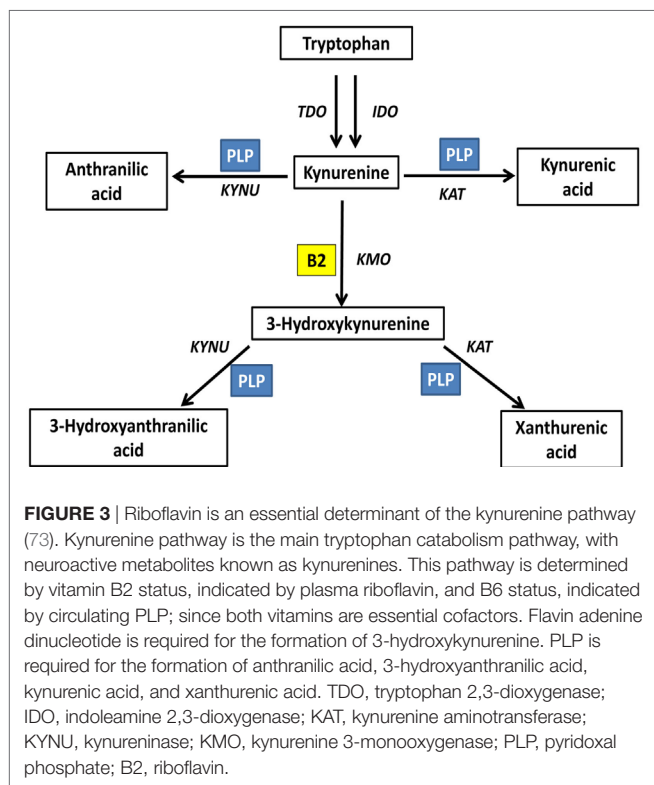 Tryptophan
TDO IDO
PLP PLP
Anthranilic acid
Kynurenine
Kynurenic acid
KYNU KAT
B2 KMO
3-Hydroxykynurenine
KYNU KAT
PLP PLP
3-Hydroxyanthranilic acid
Xanthurenic acid
FIGURE 3 | Riboflavin is an essential determinant of the kynurenine pathway
(73). Kynurenine pathway is the main tryptophan catabolism pathway, with
neuroactive metabolites known as kynurenines. This pathway is determined
by vitamin B2 status, indicated by plasma riboflavin, and B6 status, indicated
by circulating PLP; since both vitamins are essential cofactors. Flavin adenine
dinucleotide is required for the formation of 3-hydroxykynurenine. PLP is
required for the formation of anthranilic acid, 3-hydroxyanthranilic acid,
kynurenic acid, and xanthurenic acid. TDO, tryptophan 2,3-dioxygenase;
IDO, indoleamine 2,3-dioxygenase; KAT, kynurenine aminotransferase;
KYNU, kynureninase; KMO, kynurenine 3-monooxygenase; PLP, pyridoxal
phosphate; B2, riboflavin.